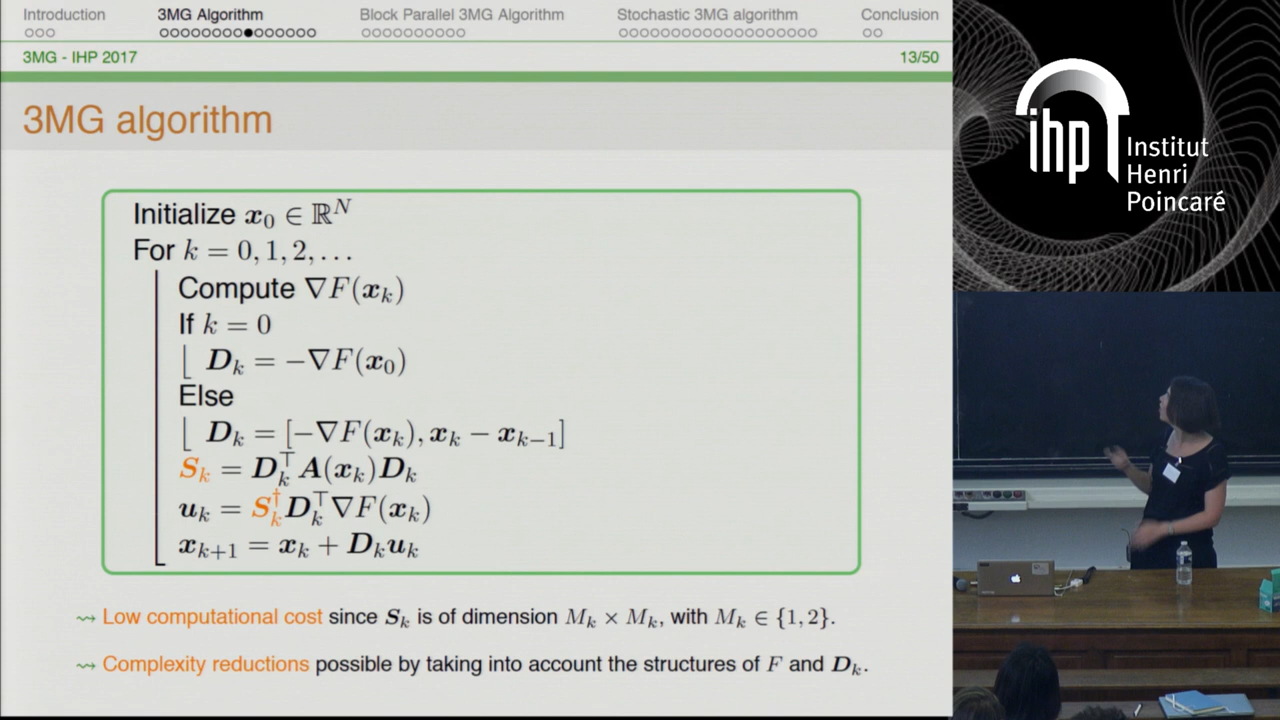 Introduction 3MG Algorithm Block Parallel 3MG Algorithm Stochastic 3MG algorithm Conclusion
3MG - IHP 2017 13/50
3MG algorithm
Initialize x₀ ∈ ℝᴺ
For k = 0, 1, 2, . . .
Compute ∇F(xₖ)
If k = 0
Dₖ = −∇F(x₀)
Else
Dₖ = [−∇F(xₖ), xₖ − xₖ₋₁]
Sₖ = Dₖ⊤ A(xₖ)Dₖ
uₖ = Sₖ† Dₖ⊤ ∇F(xₖ)
xₖ₊₁ = xₖ + Dₖuₖ
⇝ Low computational cost since Sₖ is of dimension Mₖ × Mₖ, with Mₖ ∈ {1, 2}.
⇝ Complexity reductions possible by taking into account the structures of F and Dₖ.
ihp
Institut
Henri
Poincaré